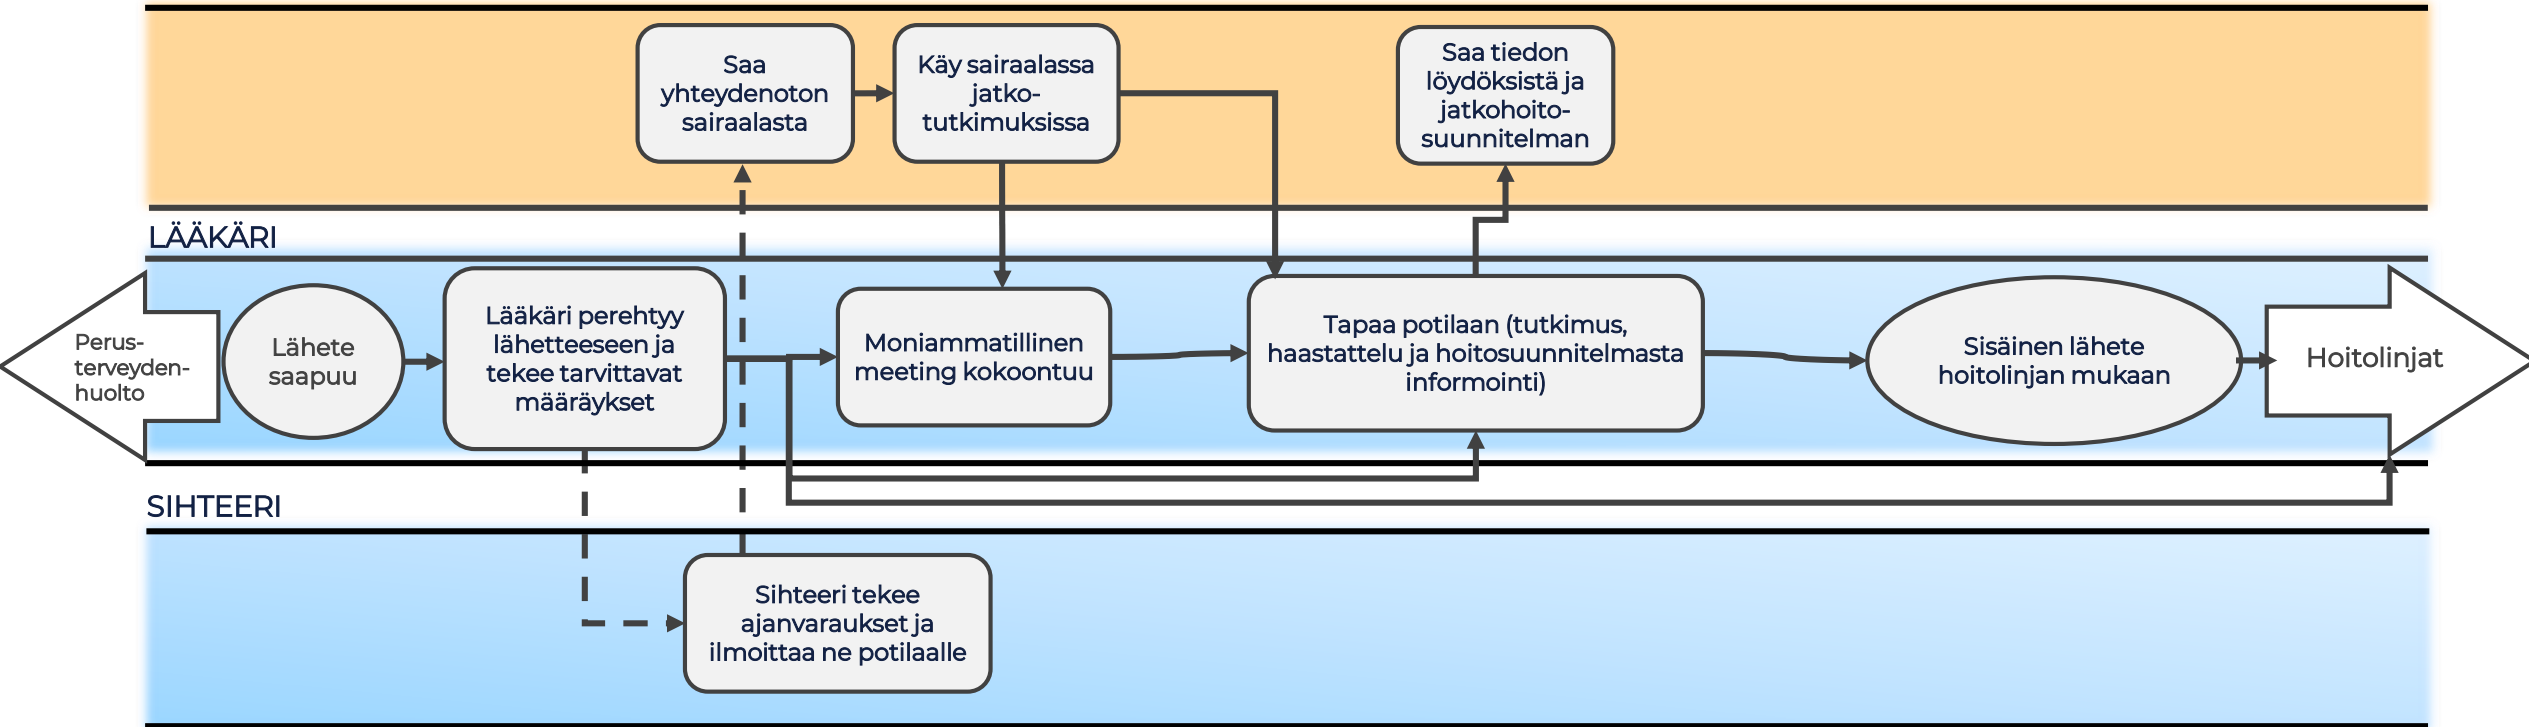 Saa
yhteydenoton
sairaalasta
Käy sairaalassa
jatko-
tutkimuksissa
Saa tiedon
löydöksistä ja
jatkohoito-
suunnitelman
LÄÄKÄRI
Perus-
terveyden-
huolto
Lähete
saapuu
Lääkäri perehtyy
lähetteeseen ja
tekee tarvittavat
määräykset
Moniammatillinen
meeting kokoontuu
Tapaa potilaan (tutkimus,
haastattelu ja hoitosuunnitelmasta
informointi)
Sisäinen lähete
hoitolinjan mukaan
Hoitolinjat
SIHTEERI
Sihteeri tekee
ajanvaraukset ja
ilmoittaa ne potilaalle